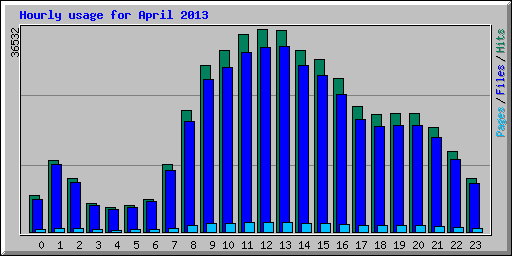 Hourly usage for April 2013
36532
Pages / Files / Hits
0 1 2 3 4 5 6 7 8 9 10 11 12 13 14 15 16 17 18 19 20 21 22 23